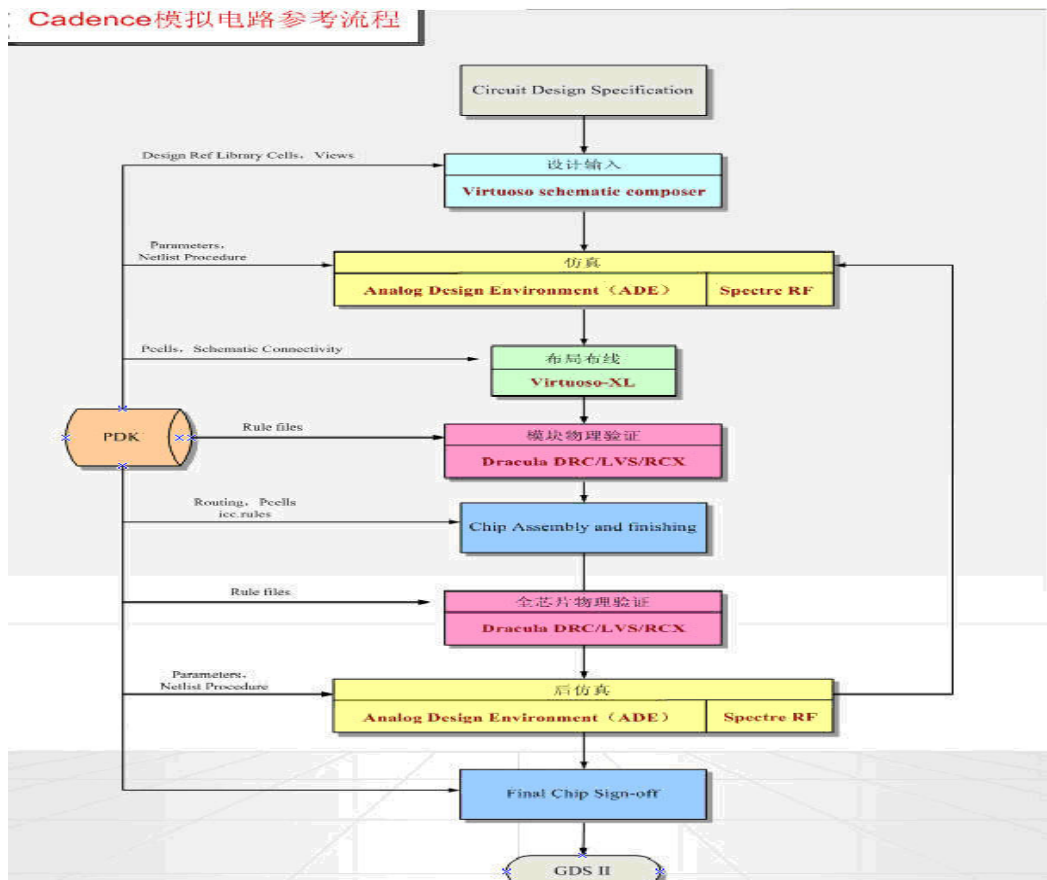 Cadence模拟电路参考流程
Circuit Design Specification
Design Ref Library Cells，Views
设计输入
Virtuoso schematic composer
Parameters，
Netlist Procedure
仿真
Analog Design Environment（ADE）
Spectre RF
Pcells，Schematic Connectivity
布局布线
Virtuoso-XL
PDK
Rule files
模块物理验证
Dracula DRC/LVS/RCX
Routing，Pcells
icc.rules
Chip Assembly and finishing
Rule files
全芯片物理验证
Dracula DRC/LVS/RCX
Parameters，
Netlist Procedure
后仿真
Analog Design Environment（ADE）
Spectre RF
Final Chip Sign-off
GDS II